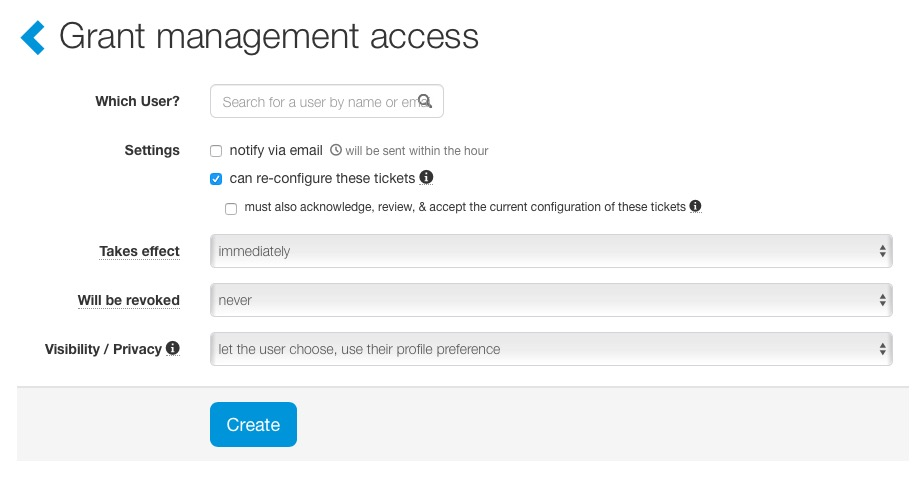 Grant management access
Which User?
Search for a user by name or ema
Settings
notify via email will be sent within the hour
can re-configure these tickets
must also acknowledge, review, & accept the current configuration of these tickets
Takes effect
immediately
Will be revoked
never
Visibility / Privacy
let the user choose, use their profile preference
Create